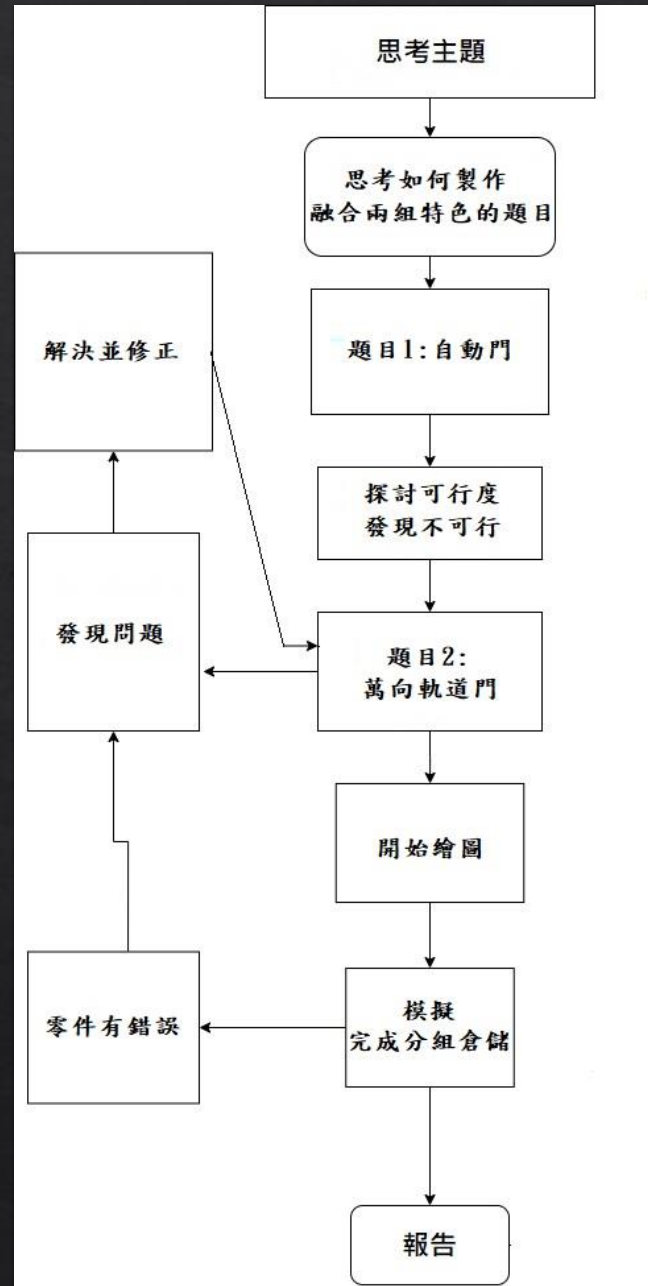 思考主題
思考如何製作
融合兩組特色的題目
解決並修正
題目1:自動門
探討可行度
發現不可行
發現問題
題目2:
萬向軌道門
開始繪圖
零件有錯誤
模擬
完成分組倉儲
報告